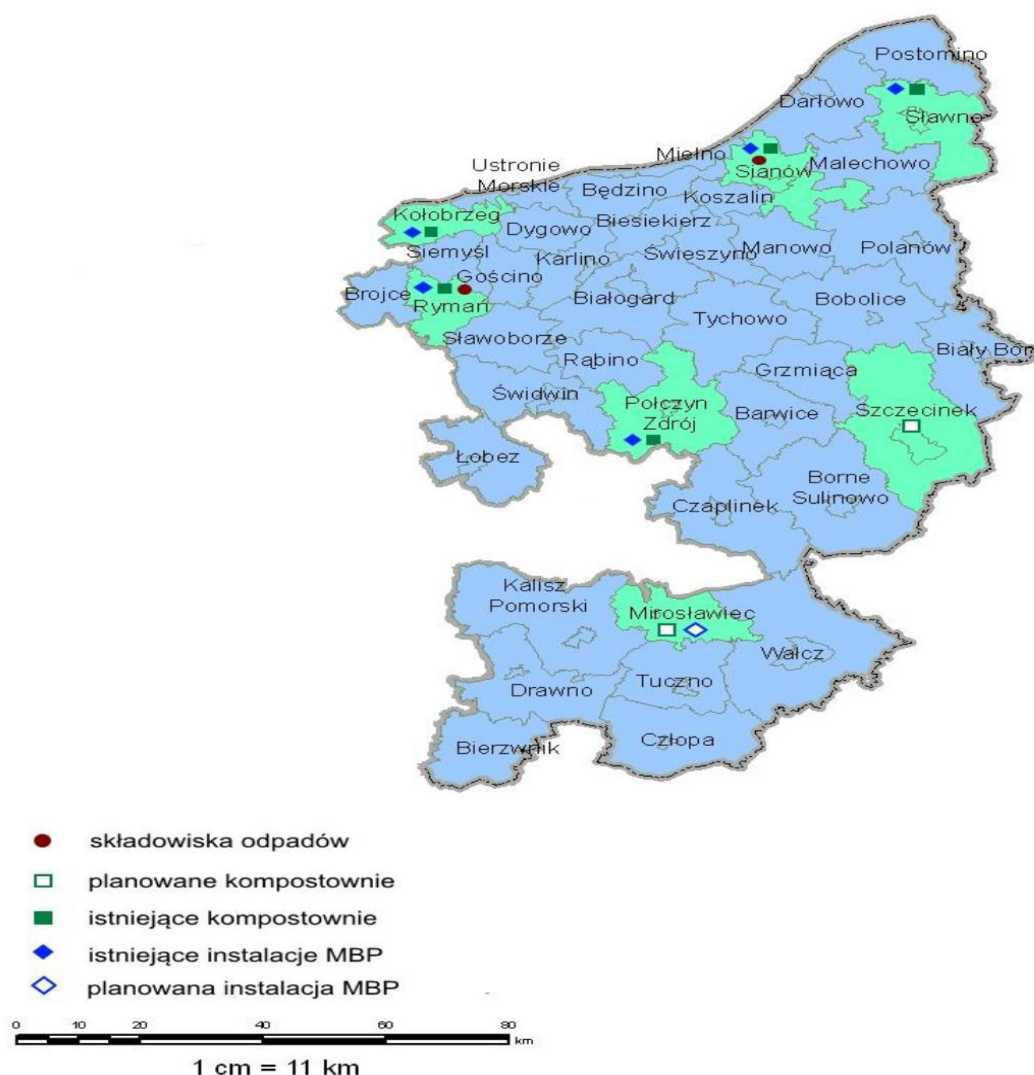 Postomino
Darłowo
Sławno
Mielno
Sianów
Malechowo
Ustronie
Morskie
Będzino
Koszalin
Kołobrzeg
Dygowo
Biesiekierz
Siemyśl
Karlino
Świeszyno
Manowo
Polanów
Gościno
Brojce
Rymań
Białogard
Bobolice
Tychowo
Sławoborze
Rąbino
Grzmiąca
Biały Bór
Świdwin
Połczyn
Zdrój
Barwice
Szczecinek
Łobez
Borne
Sulinowo
Czaplinek
Kalisz
Pomorski
Mirosławiec
Wałcz
Drawno
Tuczno
Bierzwnik
Człopa
składowiska odpadów
planowane kompostownie
istniejące kompostownie
istniejące instalacje MBP
planowana instalacja MBP
0 10 20 40 60 80
km
1 cm = 11 km